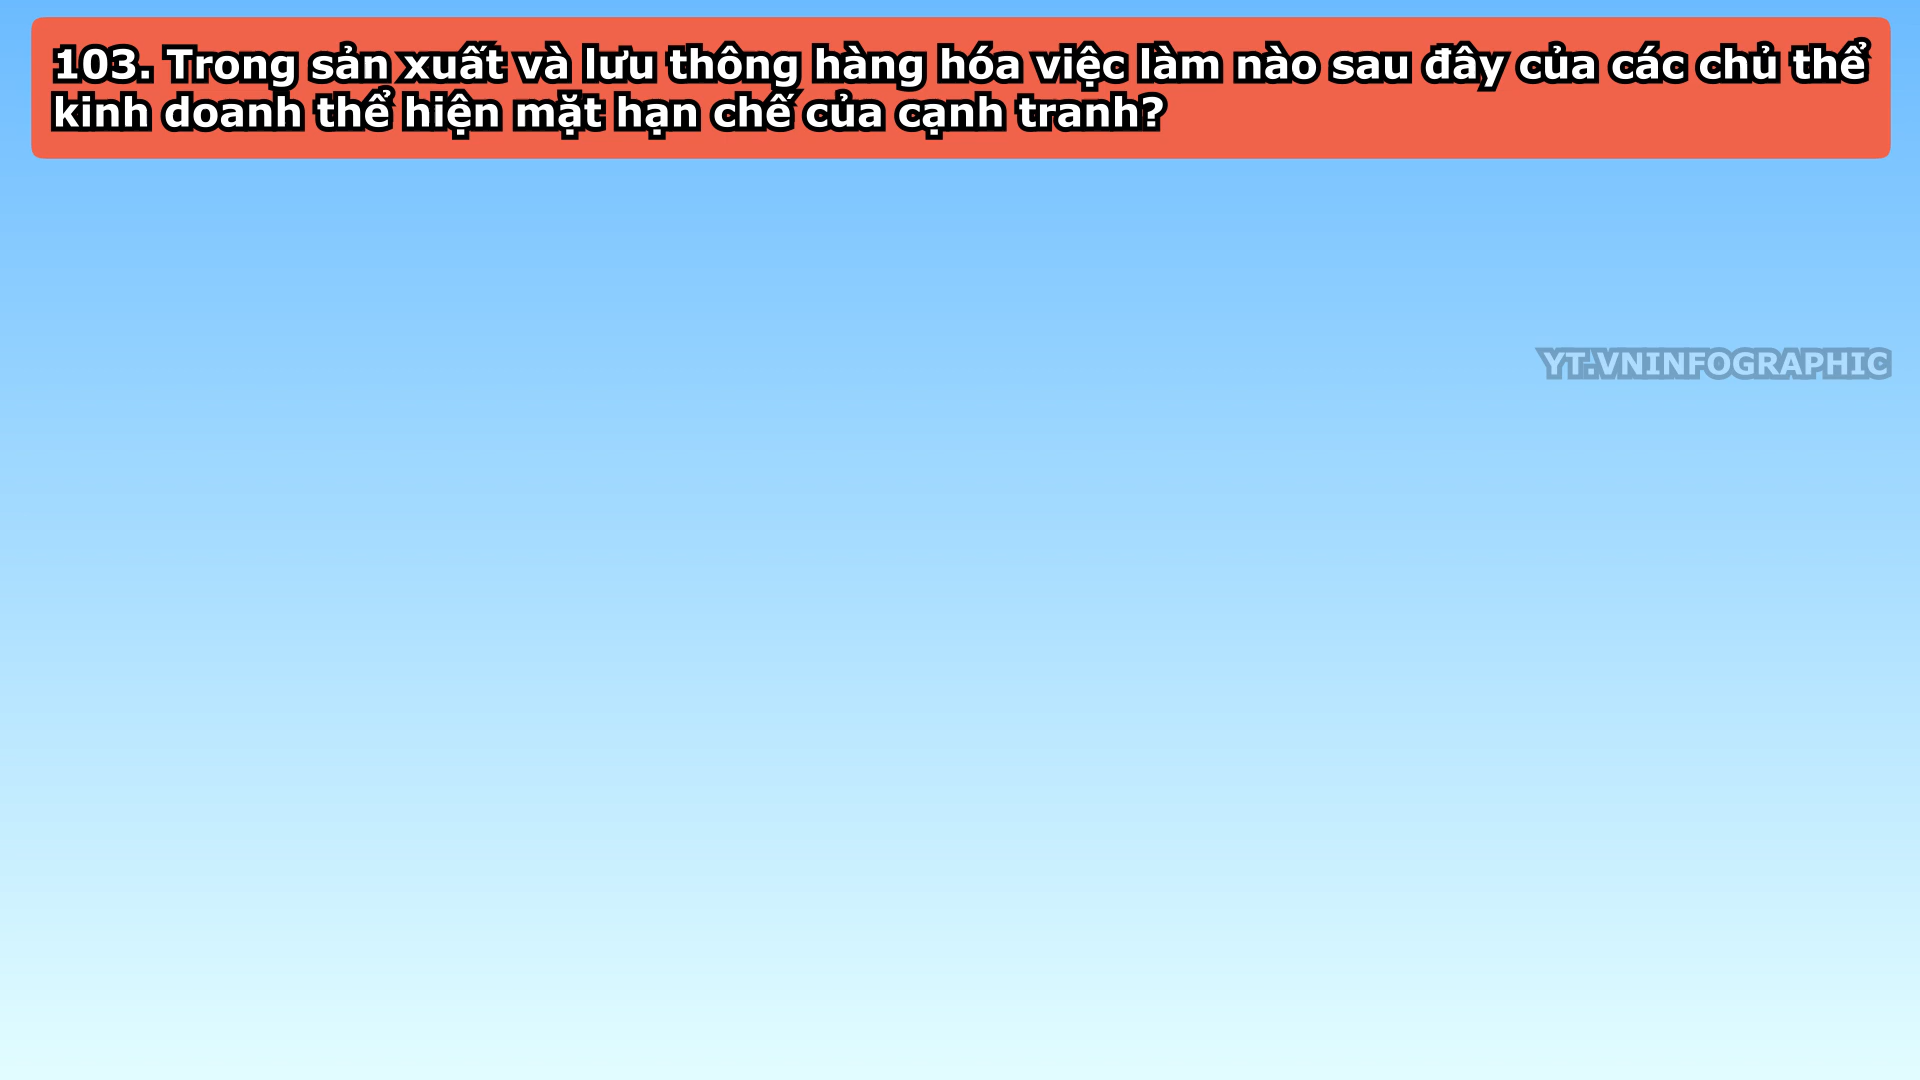 103. Trong sản xuất và lưu thông hàng hóa việc làm nào sau đây của các chủ thể
kinh doanh thể hiện mặt hạn chế của cạnh tranh?
YT:VNINFOGRAPHIC